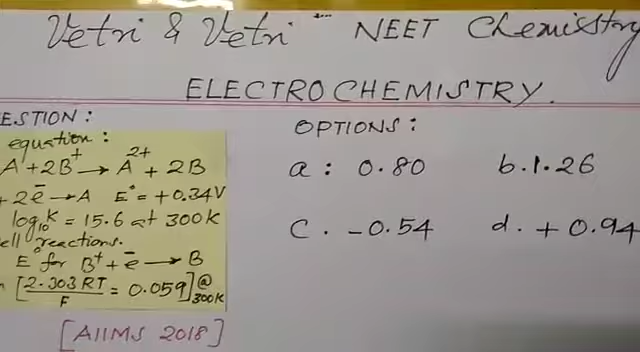 Vetri & Vetri NEET Chemistry
ELECTROCHEMISTRY.
ESTION:
equation:
A + 2B⁺ → A²⁺ + 2B
+ 2ē → A E° = +0.34V
log₁₀K = 15.6 at 300K
ell reactions.
E° for B⁺ + ē → B
[2.303RT/F = 0.059]@300K
[AIIMS 2018]
OPTIONS:
a: 0.80 b. 1.26
c. -0.54 d. +0.94